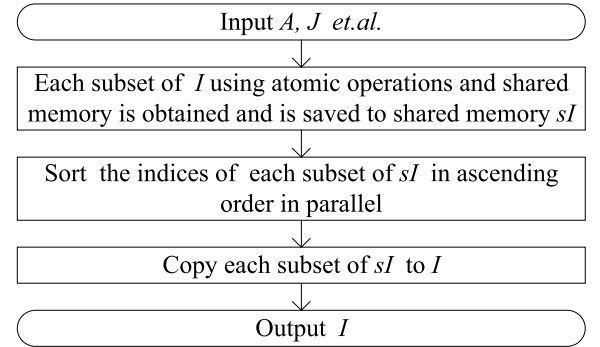 Input A, J et.al.
Each subset of I using atomic operations and shared
memory is obtained and is saved to shared memory sI
Sort the indices of each subset of sI in ascending
order in parallel
Copy each subset of sI to I
Output I